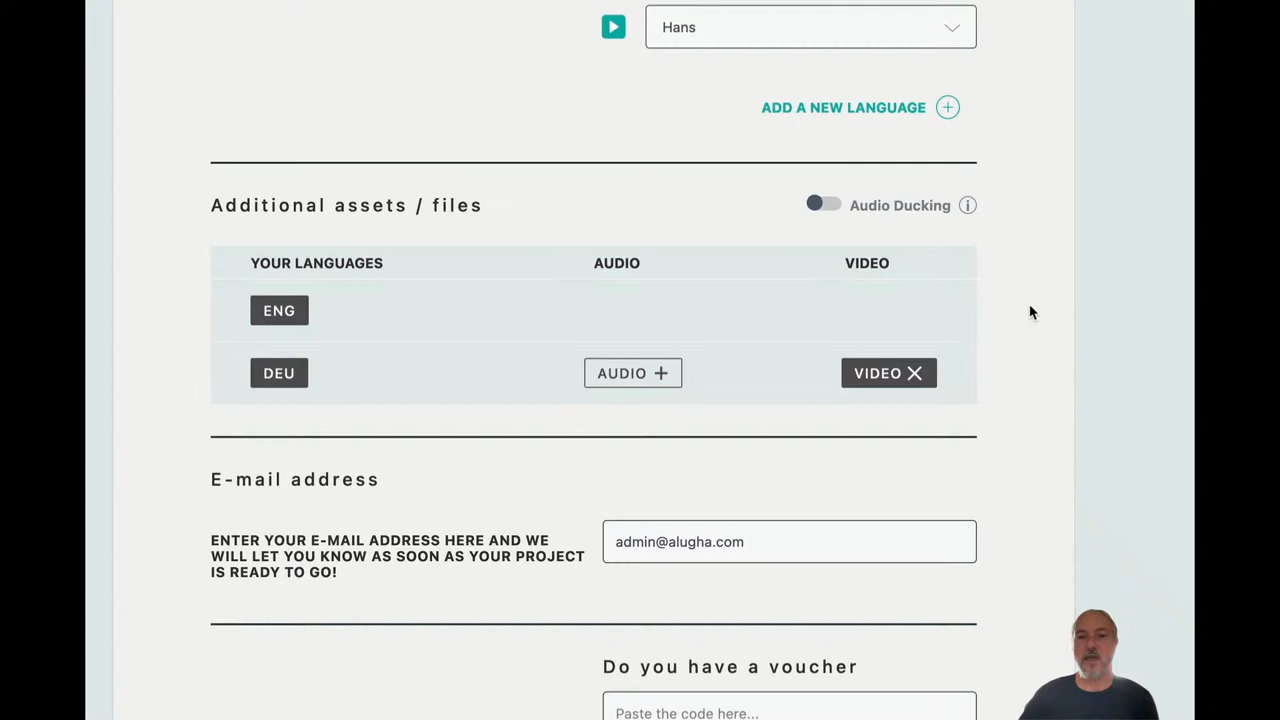 Hans
ADD A NEW LANGUAGE
Additional assets / files
Audio Ducking
YOUR LANGUAGES AUDIO VIDEO
ENG
DEU AUDIO + VIDEO
E-mail address
ENTER YOUR E-MAIL ADDRESS HERE AND WE
WILL LET YOU KNOW AS SOON AS YOUR PROJECT
IS READY TO GO!
admin@alugha.com
Do you have a voucher
Paste the code here...